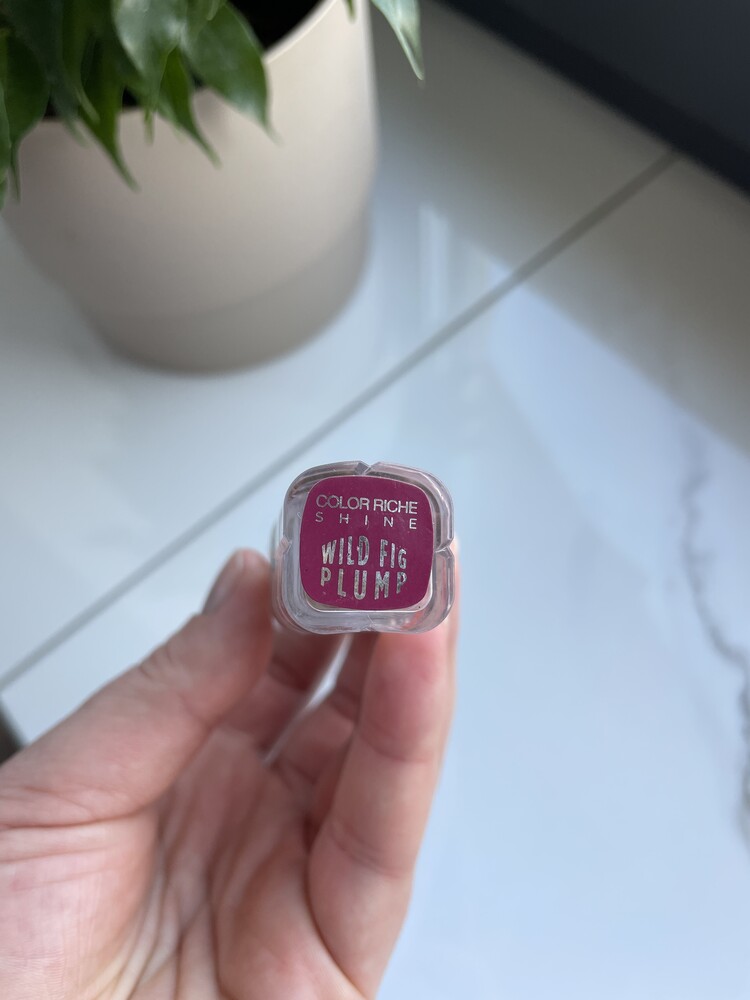 COLOR RICHE
SHINE
WILD FIG
PLUMP